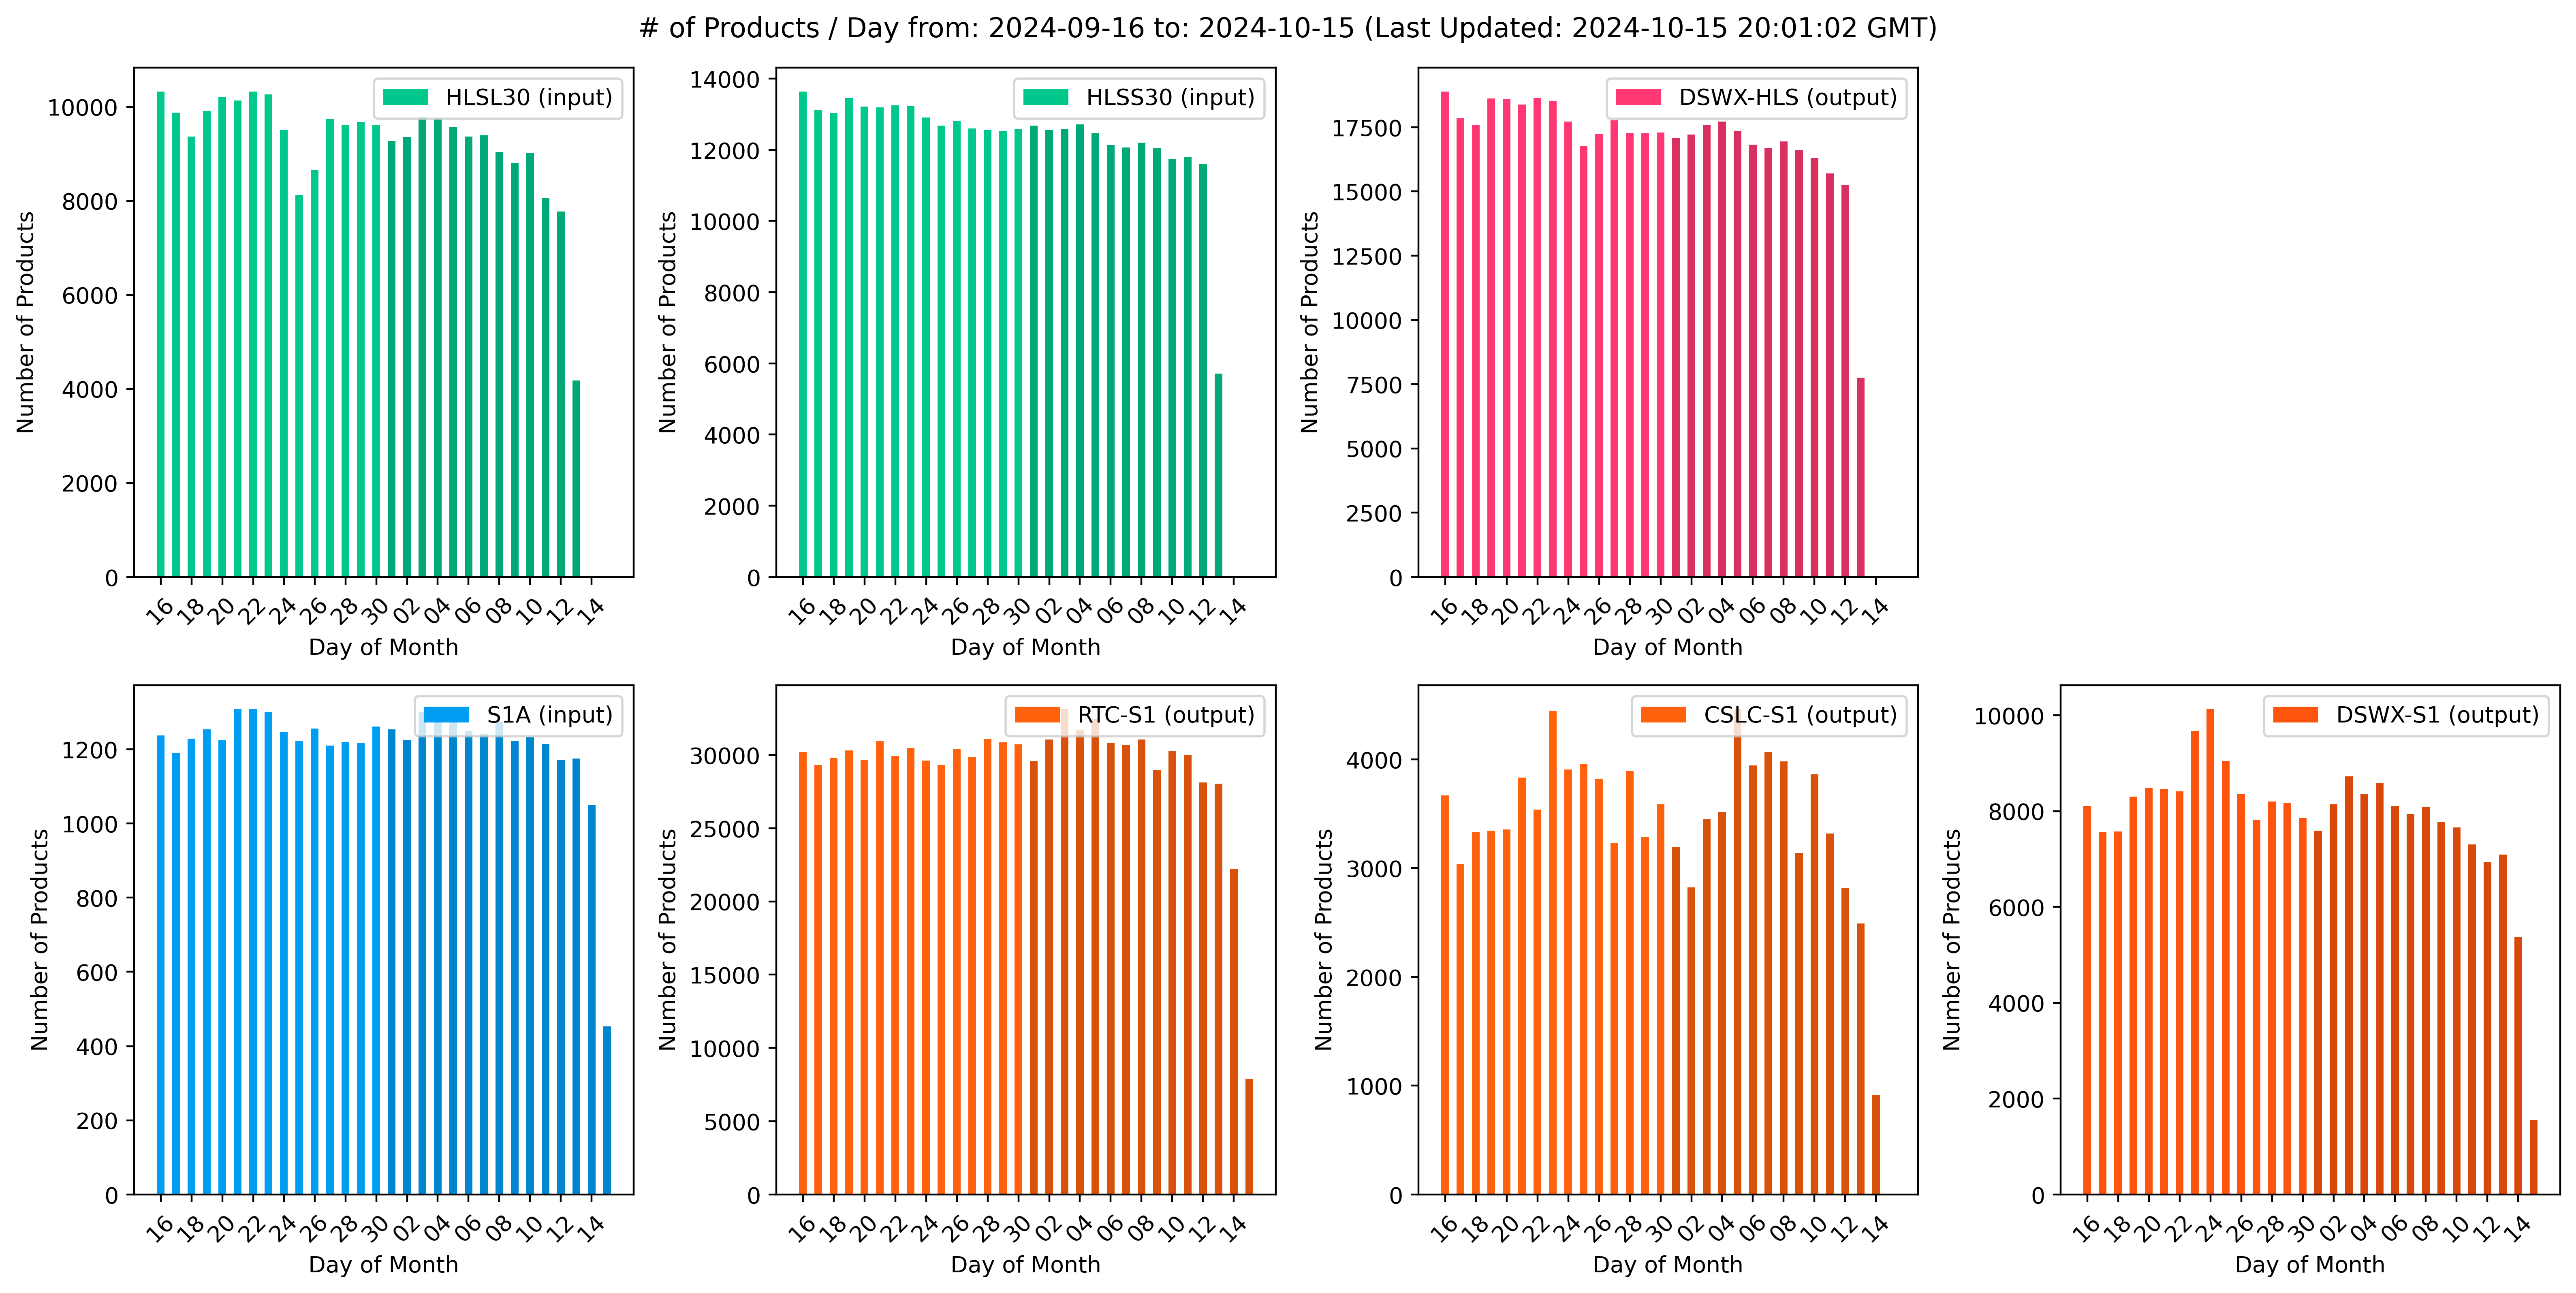 # of Products / Day from: 2024-09-16 to: 2024-10-15 (Last Updated: 2024-10-15 20:01:02 GMT)
HLSL30 (input)
Number of Products
10000
8000
6000
4000
2000
0
16 18 20 22 24 26 28 30 02 04 06 08 10 12 14
Day of Month
HLSS30 (input)
Number of Products
14000
12000
10000
8000
6000
4000
2000
0
16 18 20 22 24 26 28 30 02 04 06 08 10 12 14
Day of Month
DSWX-HLS (output)
Number of Products
17500
15000
12500
10000
7500
5000
2500
0
16 18 20 22 24 26 28 30 02 04 06 08 10 12 14
Day of Month
S1A (input)
Number of Products
1200
1000
800
600
400
200
0
16 18 20 22 24 26 28 30 02 04 06 08 10 12 14
Day of Month
RTC-S1 (output)
Number of Products
30000
25000
20000
15000
10000
5000
0
16 18 20 22 24 26 28 30 02 04 06 08 10 12 14
Day of Month
CSLC-S1 (output)
Number of Products
4000
3000
2000
1000
0
16 18 20 22 24 26 28 30 02 04 06 08 10 12 14
Day of Month
DSWX-S1 (output)
Number of Products
10000
8000
6000
4000
2000
0
16 18 20 22 24 26 28 30 02 04 06 08 10 12 14
Day of Month